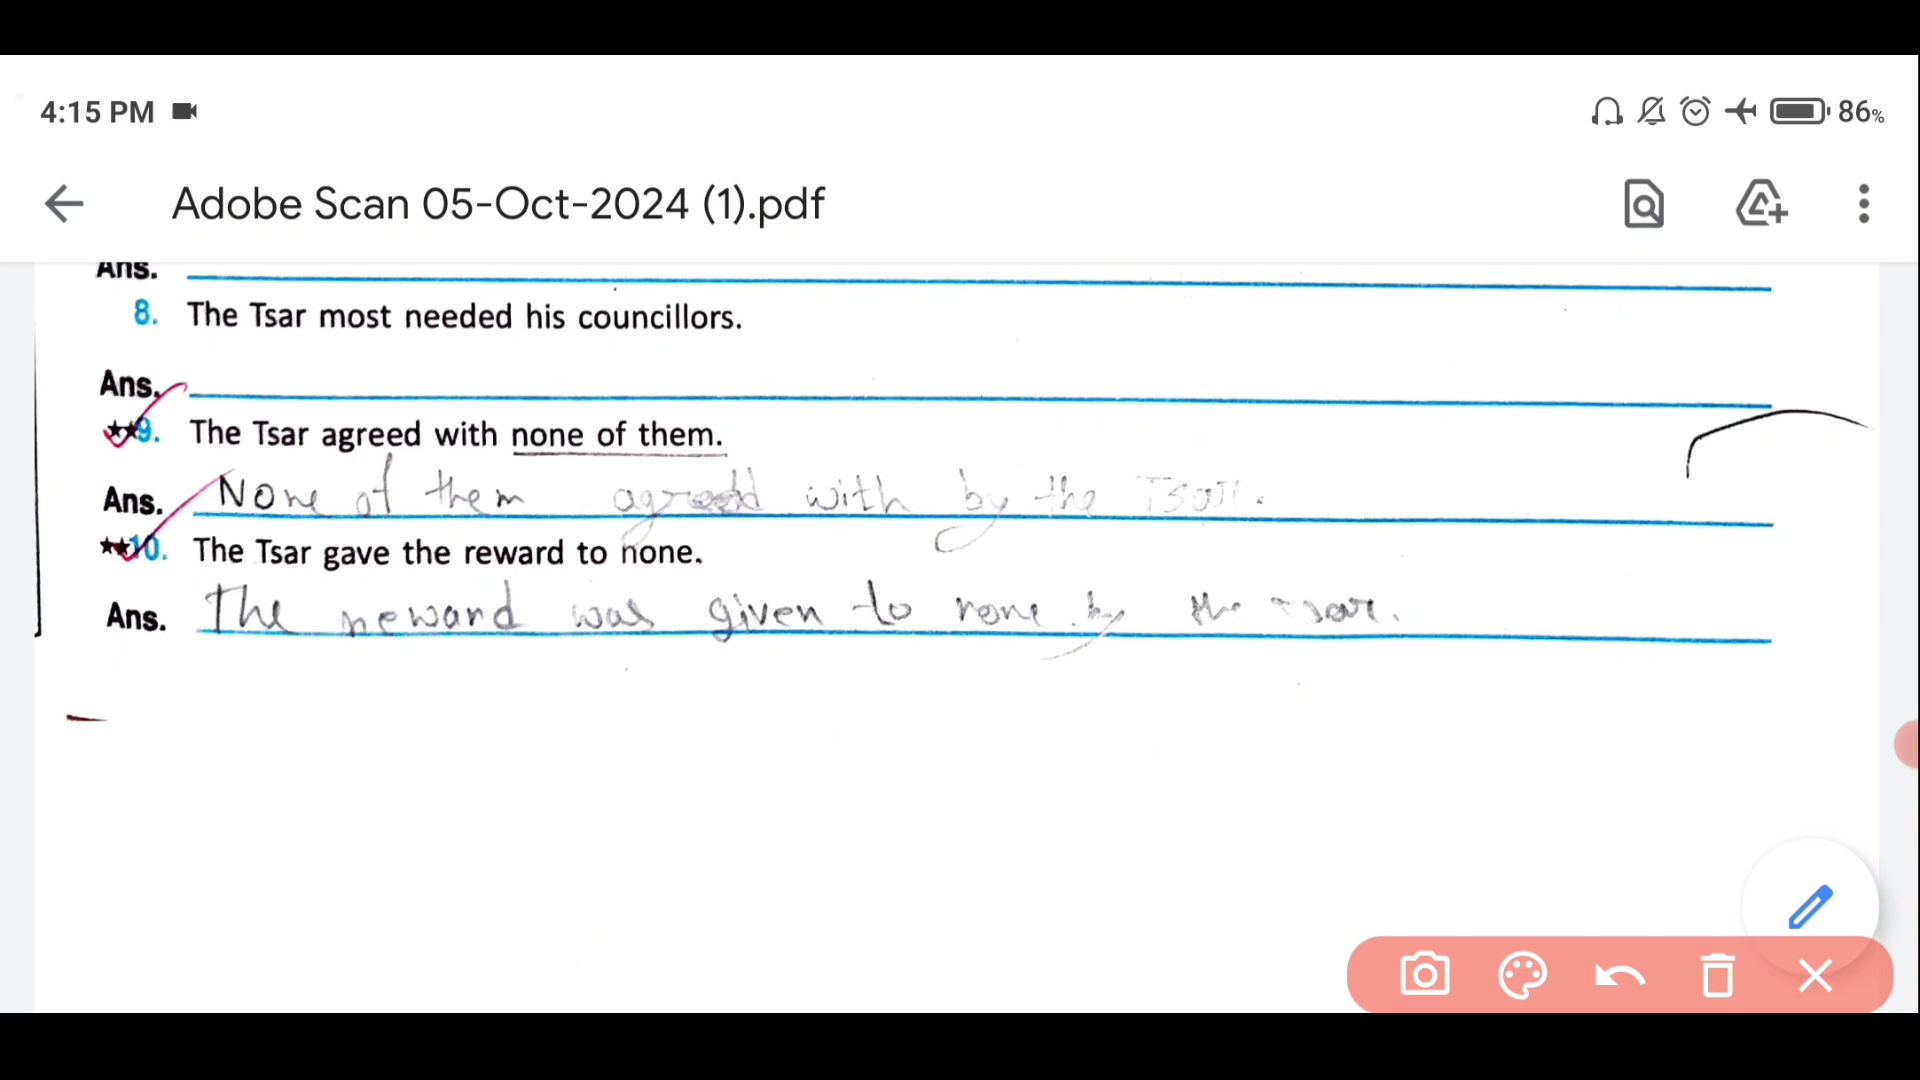 4:15 PM 86%
Adobe Scan 05-Oct-2024 (1).pdf
Ans.
8. The Tsar most needed his councillors.
Ans.
★★9. The Tsar agreed with none of them.
Ans. None of them agreed with by the Tsar.
★★10. The Tsar gave the reward to none.
Ans. The reward was given to none by the Tsar.